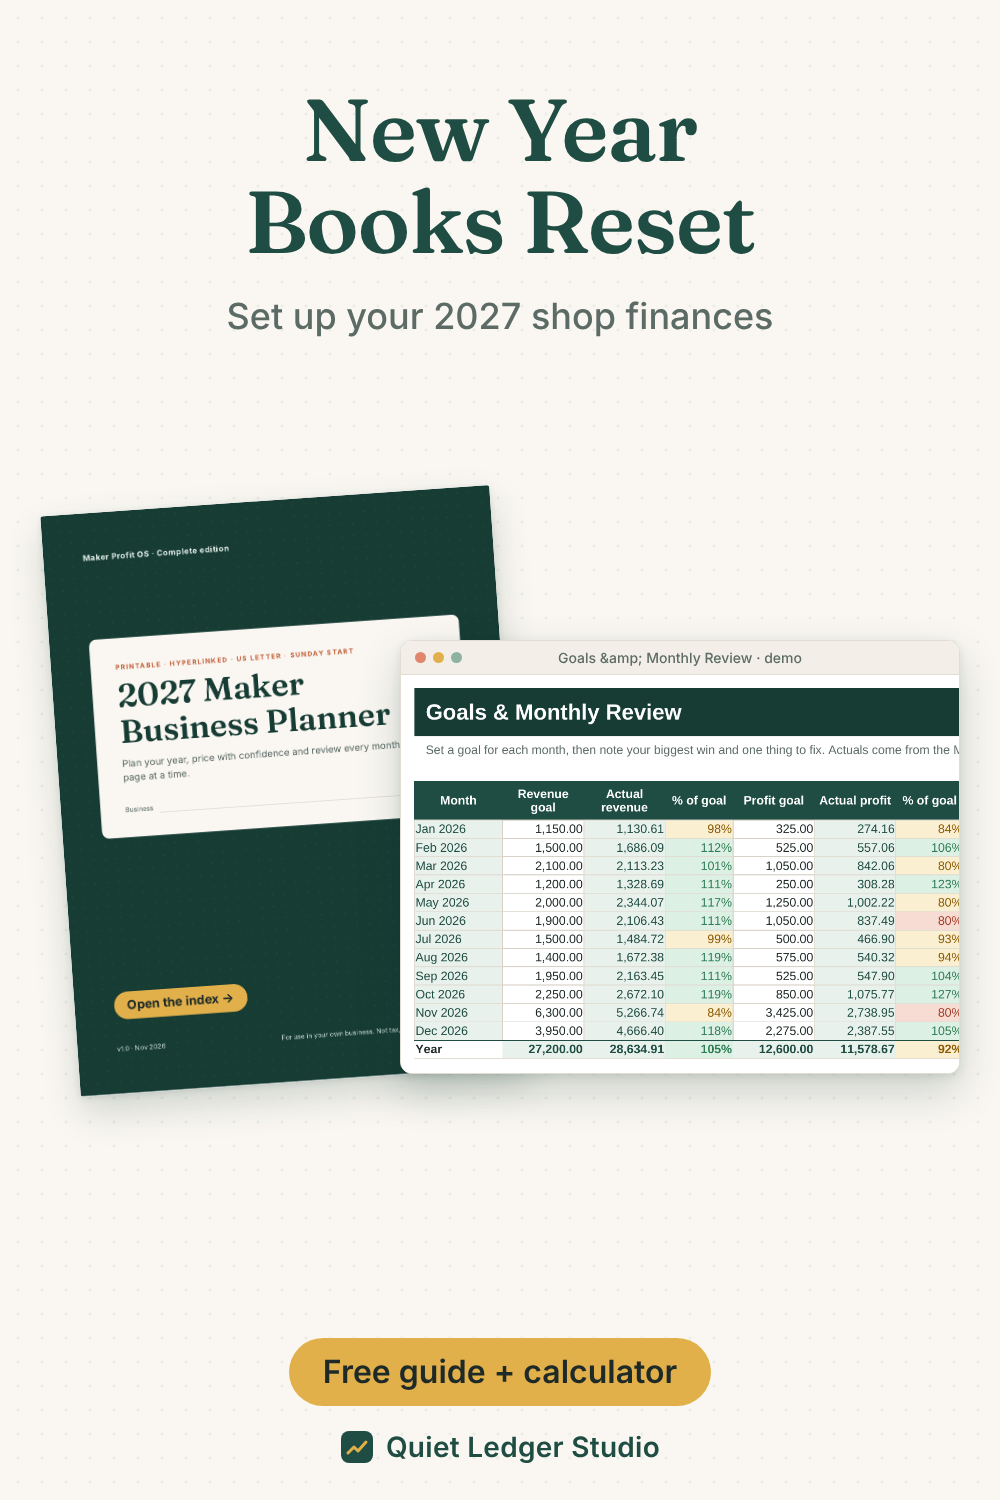 New Year
Books Reset
Set up your 2027 shop finances
Maker Profit OS · Complete edition
PRINTABLE · HYPERLINKED · US LETTER · SUNDAY START
2027 Maker
Business Planner
Plan your year, price with confidence and review every month
page at a time.
Business
Open the index →
v1.0 · Nov 2026
For use in your own business. Not tax,
Goals &amp; Monthly Review · demo
Goals & Monthly Review
Set a goal for each month, then note your biggest win and one thing to fix. Actuals come from the M
Month Revenue goal Actual revenue % of goal Profit goal Actual profit % of goal
Jan 2026 1,150.00 1,130.61 98% 325.00 274.16 84%
Feb 2026 1,500.00 1,686.09 112% 525.00 557.06 106%
Mar 2026 2,100.00 2,113.23 101% 1,050.00 842.06 80%
Apr 2026 1,200.00 1,328.69 111% 250.00 308.28 123%
May 2026 2,000.00 2,344.07 117% 1,250.00 1,002.22 80%
Jun 2026 1,900.00 2,106.43 111% 1,050.00 837.49 80%
Jul 2026 1,500.00 1,484.72 99% 500.00 466.90 93%
Aug 2026 1,400.00 1,672.38 119% 575.00 540.32 94%
Sep 2026 1,950.00 2,163.45 111% 525.00 547.90 104%
Oct 2026 2,250.00 2,672.10 119% 850.00 1,075.77 127%
Nov 2026 6,300.00 5,266.74 84% 3,425.00 2,738.95 80%
Dec 2026 3,950.00 4,666.40 118% 2,275.00 2,387.55 105%
Year 27,200.00 28,634.91 105% 12,600.00 11,578.67 92%
Free guide + calculator
Quiet Ledger Studio